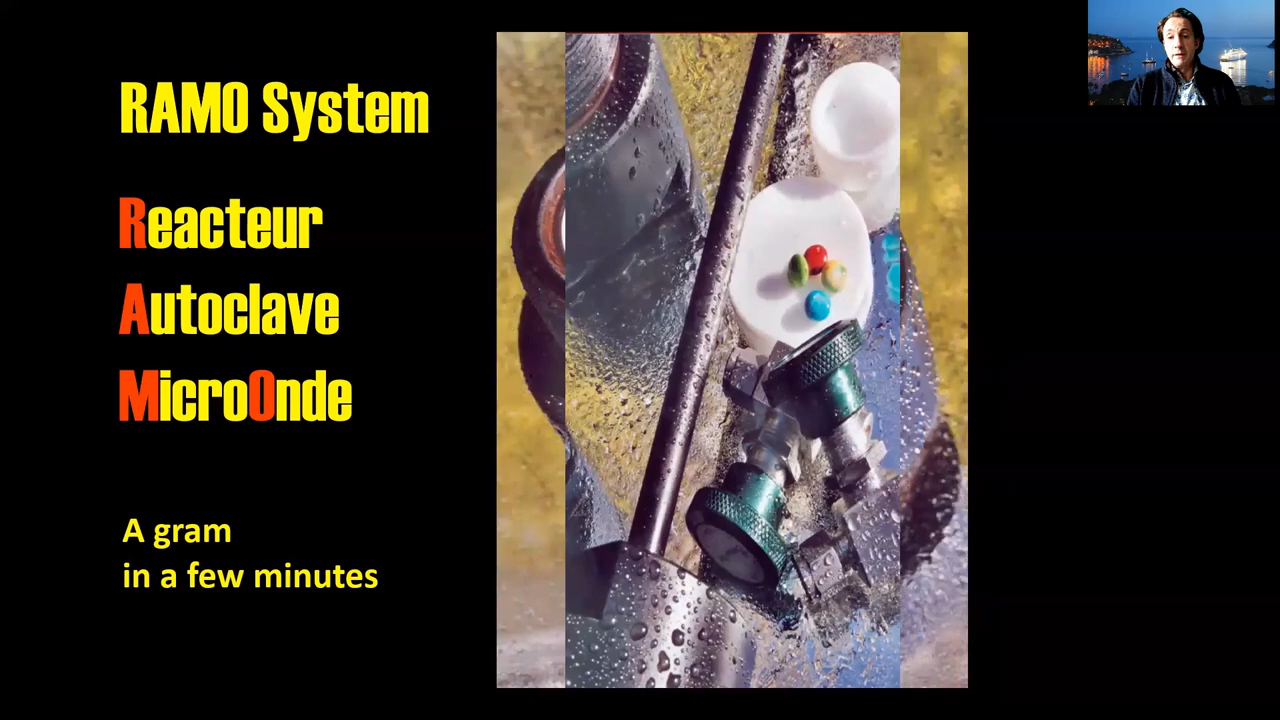 RAMO System
Reacteur
Autoclave
MicroOnde
A gram
in a few minutes